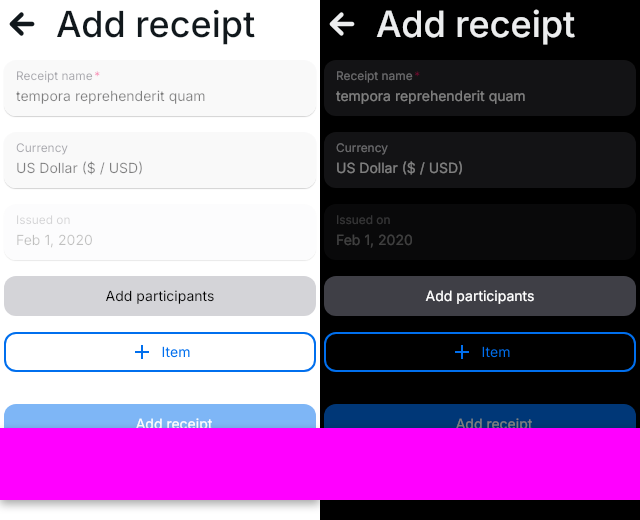 Add receipt
Receipt name*
tempora reprehenderit quam
Currency
US Dollar ($ / USD)
Issued on
Feb 1, 2020
Add participants
Item
Add receipt
Add receipt
Receipt name*
tempora reprehenderit quam
Currency
US Dollar ($ / USD)
Issued on
Feb 1, 2020
Add participants
Item
Add receipt